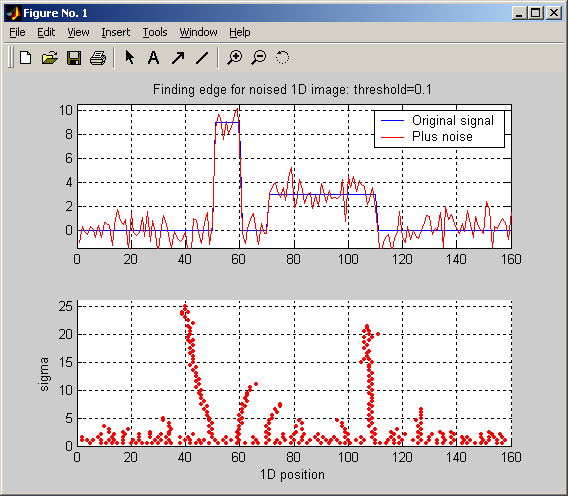 Figure No. 1
File Edit View Insert Tools Window Help
A
Finding edge for noised 1D image: threshold=0.1
10
8
6
4
2
0
Original signal
Plus noise
0 20 40 60 80 100 120 140 160
25
20
15
10
5
0
sigma
0 20 40 60 80 100 120 140 160
1D position